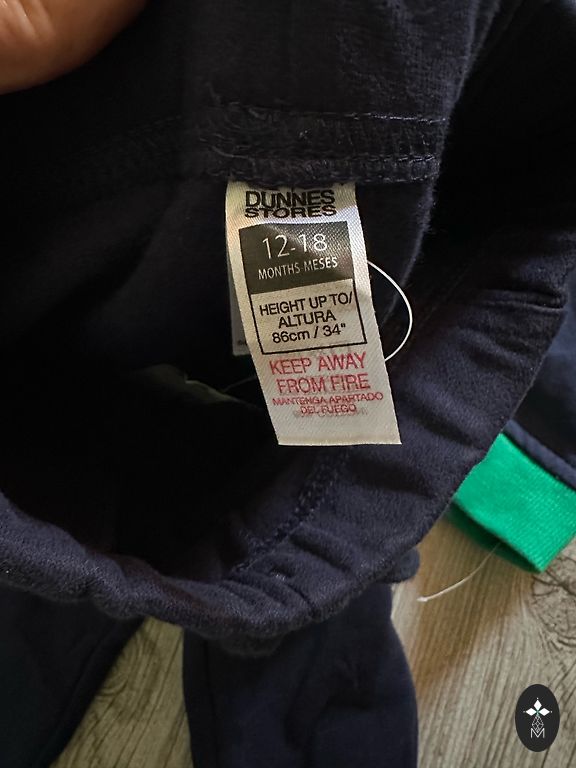 DUNNES
STORES
12-18
MONTHS MESES
HEIGHT UP TO/
ALTURA
86cm / 34"
KEEP AWAY
FROM FIRE
MANTENGA APARTADO
DEL FUEGO
M